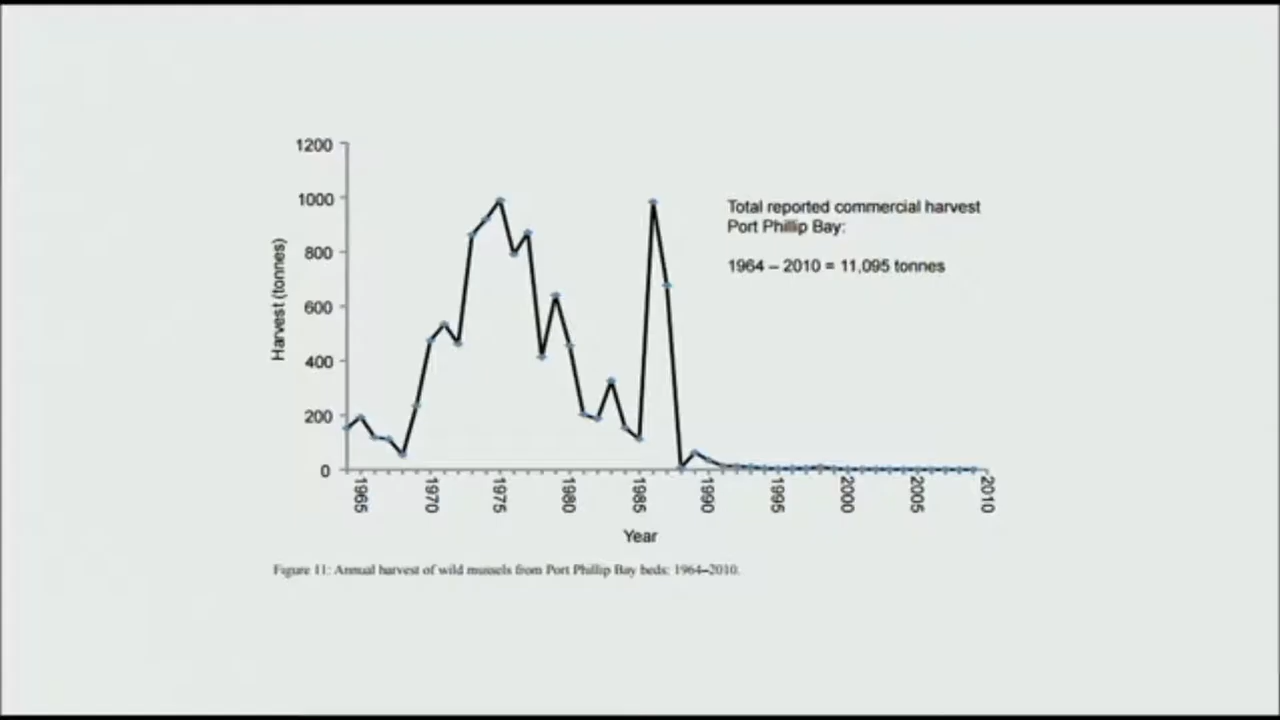 1200
1000
800
600
400
200
0
Harvest (tonnes)
Total reported commercial harvest
Port Phillip Bay:
1964 – 2010 = 11,095 tonnes
1965
1970
1975
1980
1985
1990
1995
2000
2005
2010
Year
Figure 11: Annual harvest of wild mussels from Port Phillip Bay beds: 1964–2010.